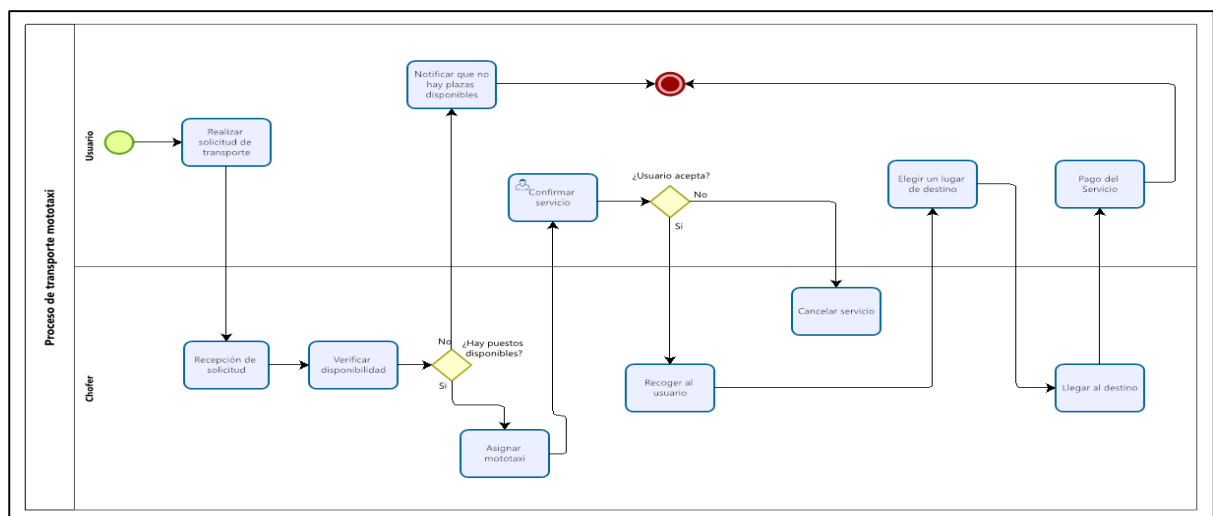 Proceso de transporte mototaxi
Usuario
Realizar
solicitud de
transporte
Notificar que no
hay plazas
disponibles
Confirmar
servicio
¿Usuario acepta?
No
Si
Elegir un lugar
de destino
Pago del
Servicio
Chofer
Recepción de
solicitud
Verificar
disponibilidad
No
¿Hay puestos
disponibles?
Si
Asignar
mototaxi
Recoger al
usuario
Cancelar servicio
Llegar al destino